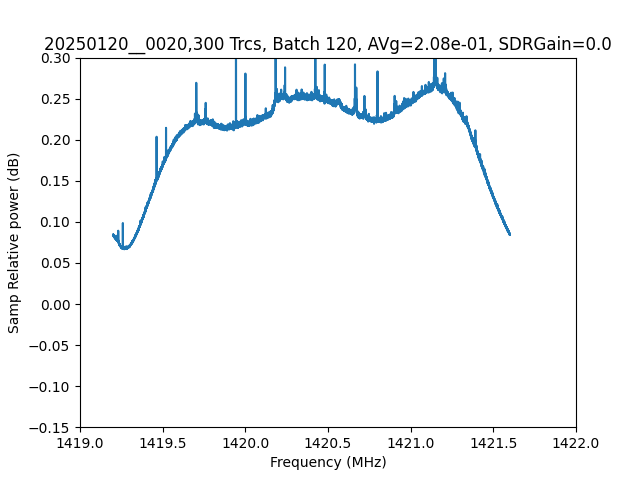 20250120__0020,300 Trcs, Batch 120, AVg=2.08e-01, SDRGain=0.0
0.30
0.25
0.20
0.15
0.10
0.05
0.00
−0.05
−0.10
−0.15
Samp Relative power (dB)
1419.0 1419.5 1420.0 1420.5 1421.0 1421.5 1422.0
Frequency (MHz)